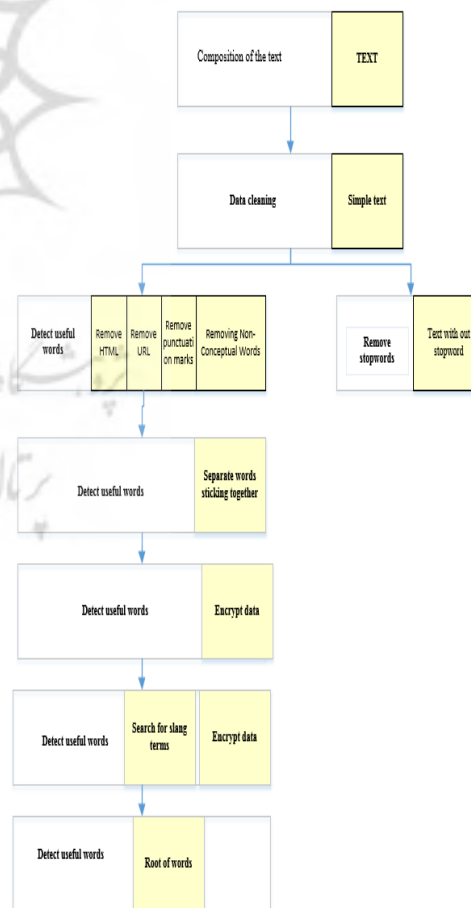 Composition of the text
TEXT
Data cleaning
Simple text
Detect useful
words
Remove
HTML
Remove
URL
Remove
punctuati
on marks
Removing Non-
Conceptual Words
Remove
stopwords
Text with out
stopword
Detect useful words
Separate words
sticking together
Detect useful words
Encrypt data
Detect useful words
Search for slang
terms
Encrypt data
Detect useful words
Root of words